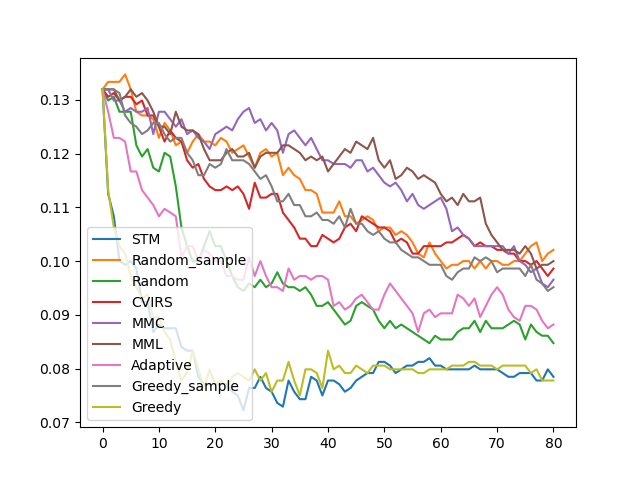 0.13
0.12
0.11
0.10
0.09
0.08
0.07
STM
Random_sample
Random
CVIRS
MMC
MML
Adaptive
Greedy_sample
Greedy
0 10 20 30 40 50 60 70 80